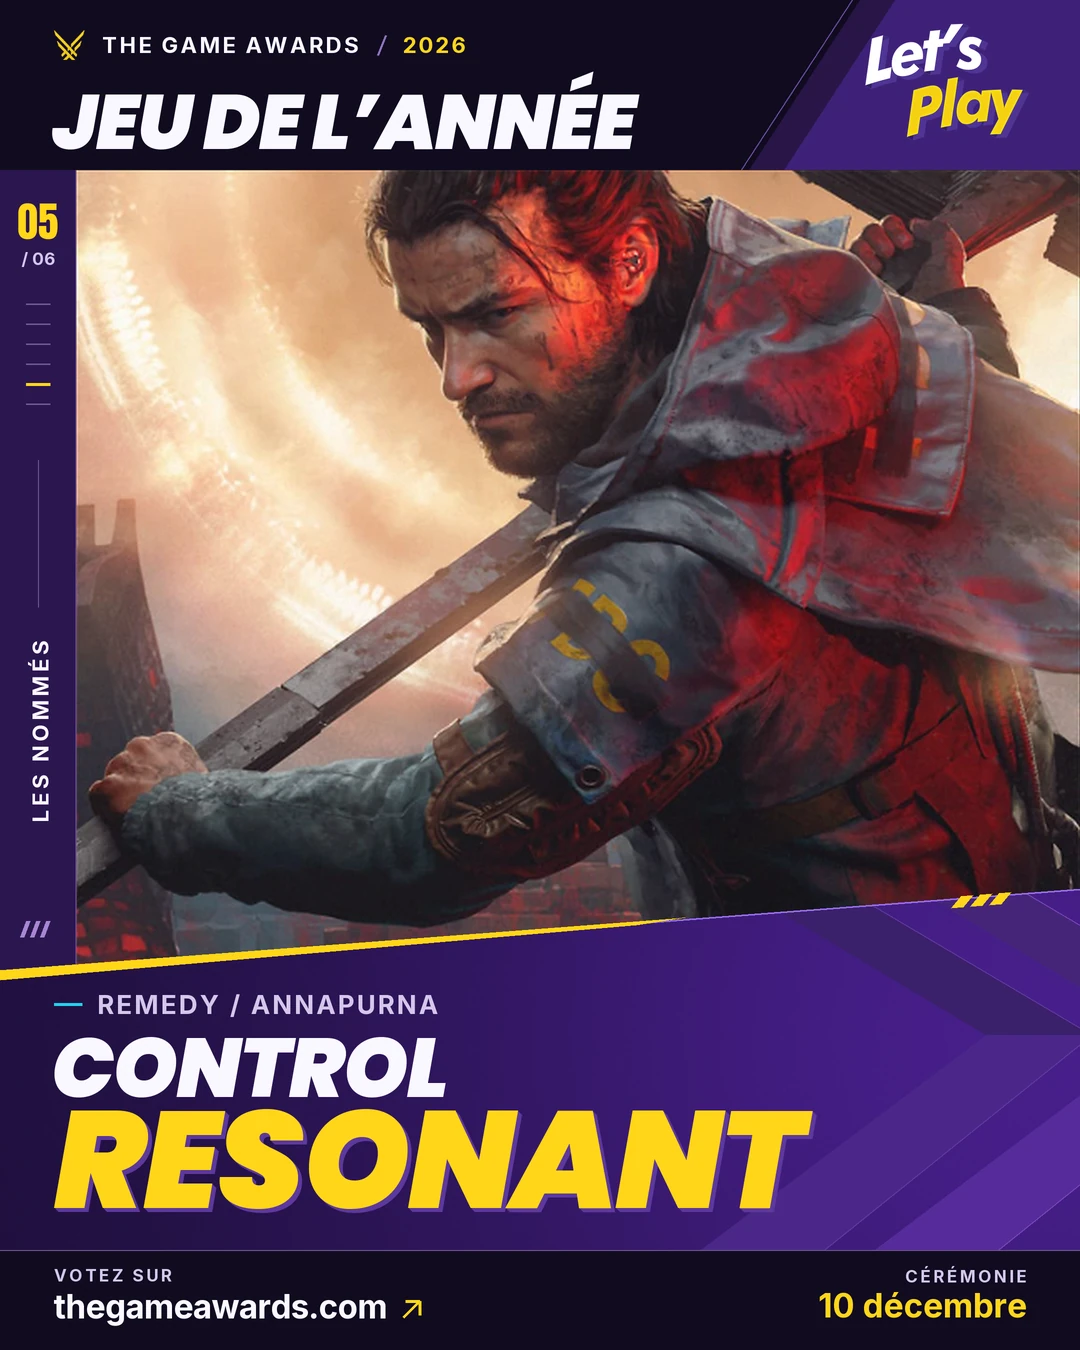 THE GAME AWARDS / 2026
JEU DE L’ANNÉE
Let’s
Play
05
/ 06
LES NOMMÉS
REMEDY / ANNAPURNA
CONTROL
RESONANT
VOTEZ SUR
thegameawards.com
CÉRÉMONIE
10 décembre